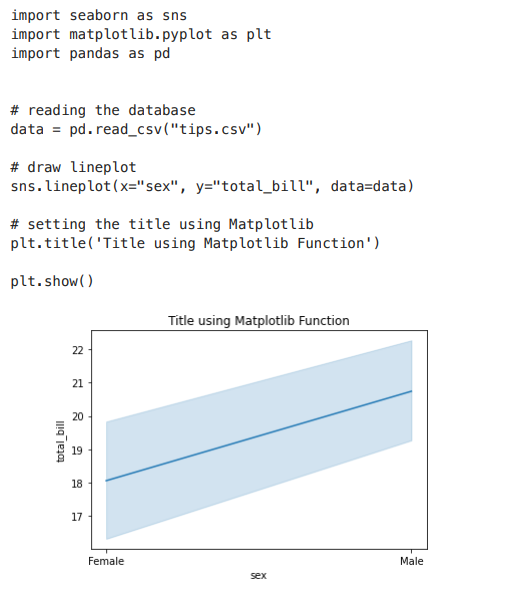 import seaborn as sns
import matplotlib.pyplot as plt
import pandas as pd
# reading the database
data = pd.read_csv("tips.csv")
# draw lineplot
sns.lineplot(x="sex", y="total_bill", data=data)
# setting the title using Matplotlib
plt.title('Title using Matplotlib Function')
plt.show()
Title using Matplotlib Function
22
21
20
19
18
17
total_bill
Female Male
sex